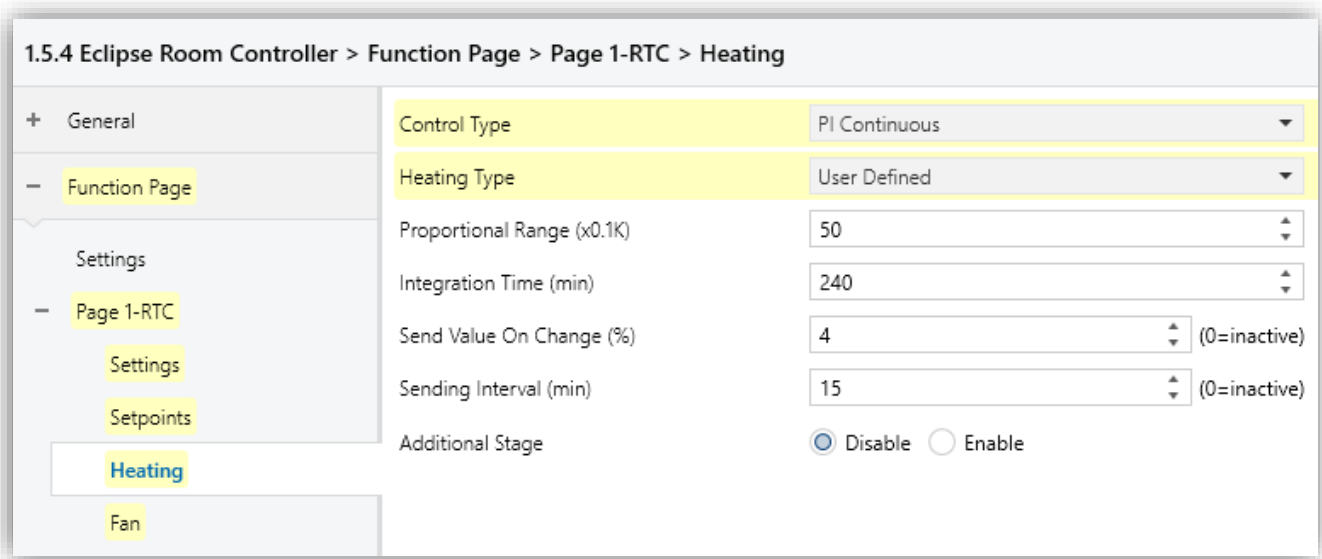 1.5.4 Eclipse Room Controller > Function Page > Page 1-RTC > Heating
+ General
− Function Page
Settings
− Page 1-RTC
Settings
Setpoints
Heating
Fan
Control Type PI Continuous
Heating Type User Defined
Proportional Range (x0.1K) 50
Integration Time (min) 240
Send Value On Change (%) 4 (0=inactive)
Sending Interval (min) 15 (0=inactive)
Additional Stage Disable Enable